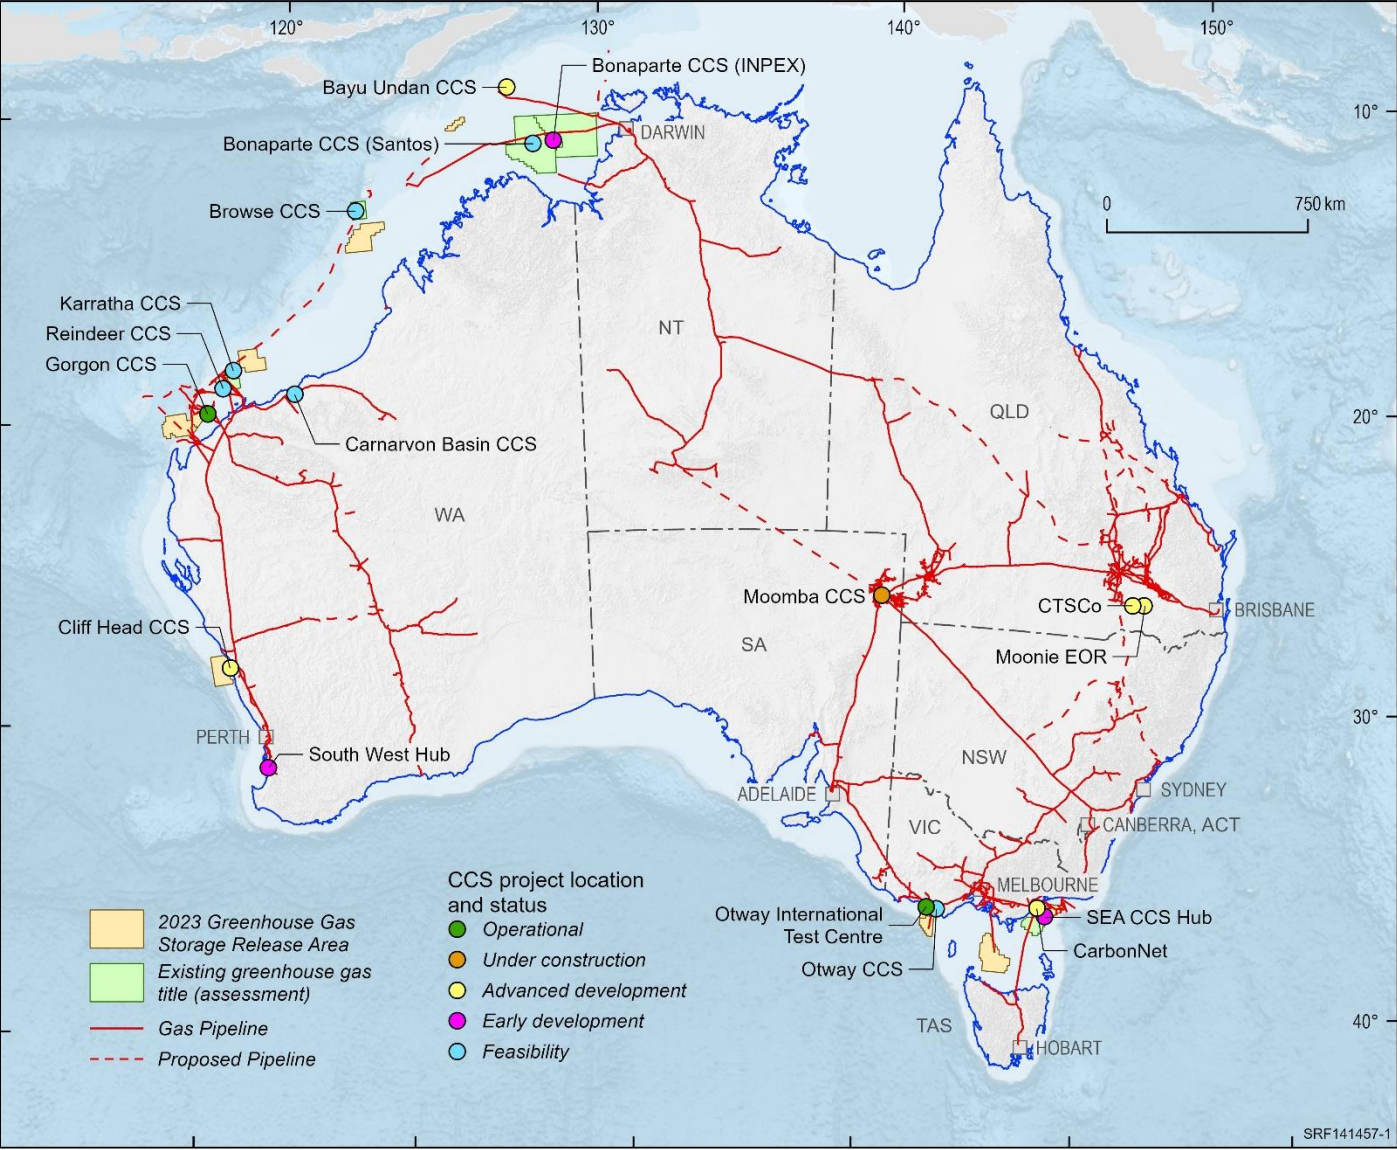 120°
130°
140°
150°
Bonaparte CCS (INPEX)
Bayu Undan CCS
10°
DARWIN
Bonaparte CCS (Santos)
0
750 km
Browse CCS
Karratha CCS
NT
Reindeer CCS
Gorgon CCS
QLD
20°
Carnarvon Basin CCS
WA
Moomba CCS
CTSCo
BRISBANE
Cliff Head CCS
SA
Moonie EOR
30°
PERTH
South West Hub
NSW
ADELAIDE
SYDNEY
VIC
CANBERRA, ACT
MELBOURNE
Otway International
Test Centre
SEA CCS Hub
CarbonNet
Otway CCS
TAS
40°
HOBART
2023 Greenhouse Gas
Storage Release Area
Existing greenhouse gas
title (assessment)
Gas Pipeline
Proposed Pipeline
CCS project location
and status
Operational
Under construction
Advanced development
Early development
Feasibility
SRF141457-1